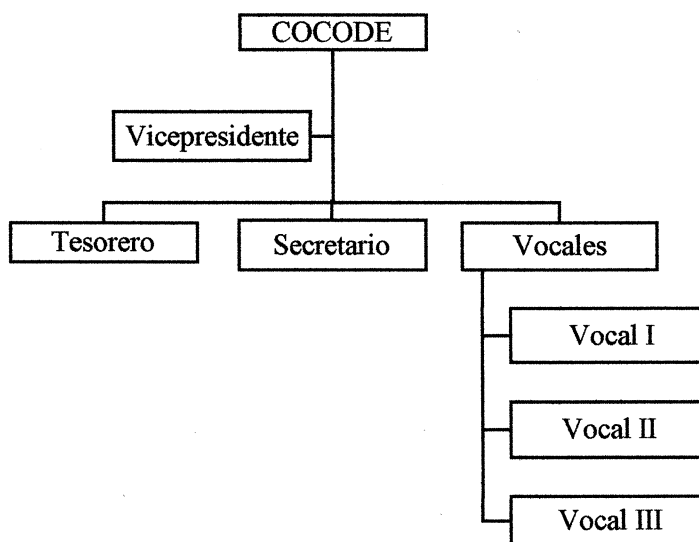 COCODE
Vicepresidente
Tesorero
Secretario
Vocales
Vocal I
Vocal II
Vocal III